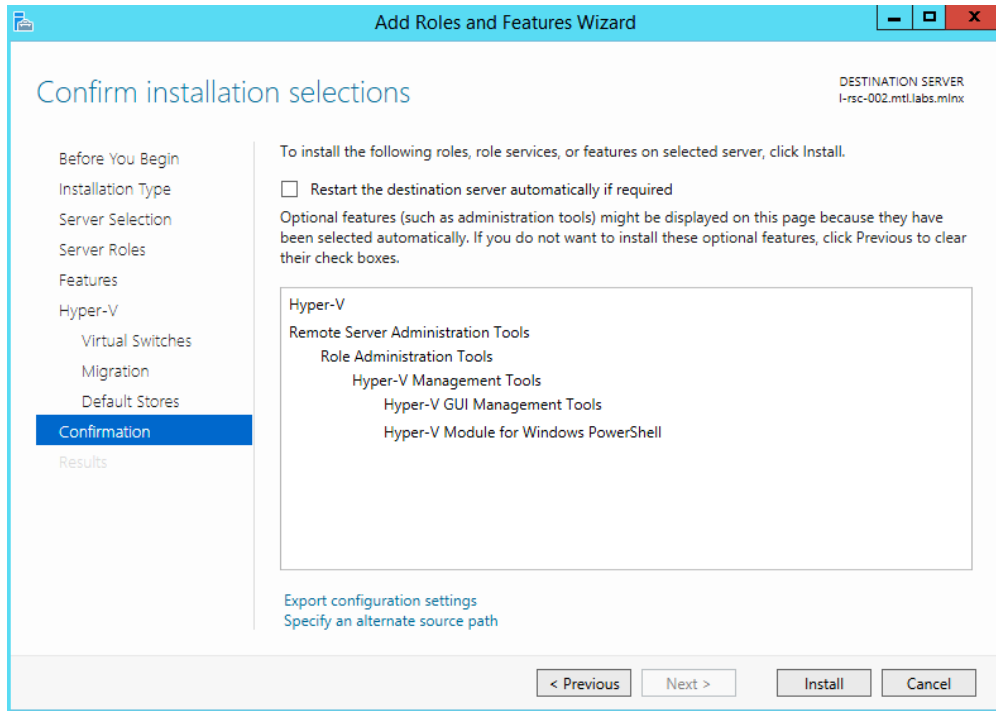 Add Roles and Features Wizard
Confirm installation selections
DESTINATION SERVER
l-rsc-002.mtl.labs.mlnx
Before You Begin
Installation Type
Server Selection
Server Roles
Features
Hyper-V
Virtual Switches
Migration
Default Stores
Confirmation
Results
To install the following roles, role services, or features on selected server, click Install.
Restart the destination server automatically if required
Optional features (such as administration tools) might be displayed on this page because they have
been selected automatically. If you do not want to install these optional features, click Previous to clear
their check boxes.
Hyper-V
Remote Server Administration Tools
Role Administration Tools
Hyper-V Management Tools
Hyper-V GUI Management Tools
Hyper-V Module for Windows PowerShell
Export configuration settings
Specify an alternate source path
< Previous Next > Install Cancel